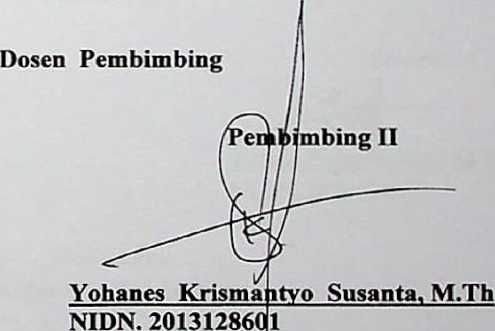 Dosen Pembimbing
Pembimbing II
Yohanes Krismantyo Susanta, M.Th
NIDN. 2013128601